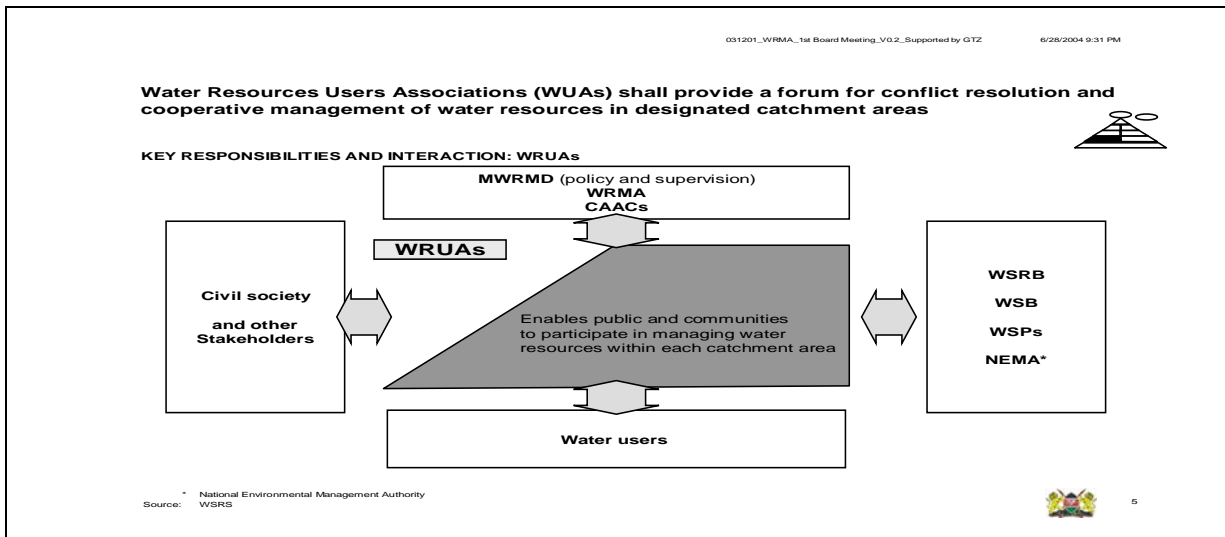 031201_WRMA_1st Board Meeting_V0.2_Supported by GTZ 6/28/2004 9:31 PM
Water Resources Users Associations (WUAs) shall provide a forum for conflict resolution and
cooperative management of water resources in designated catchment areas
KEY RESPONSIBILITIES AND INTERACTION: WRUAs
MWRMD (policy and supervision)
WRMA
CAACs
WRUAs
Civil society
and other
Stakeholders
Enables public and communities
to participate in managing water
resources within each catchment area
WSRB
WSB
WSPs
NEMA*
Water users
* National Environmental Management Authority
Source: WSRS
5